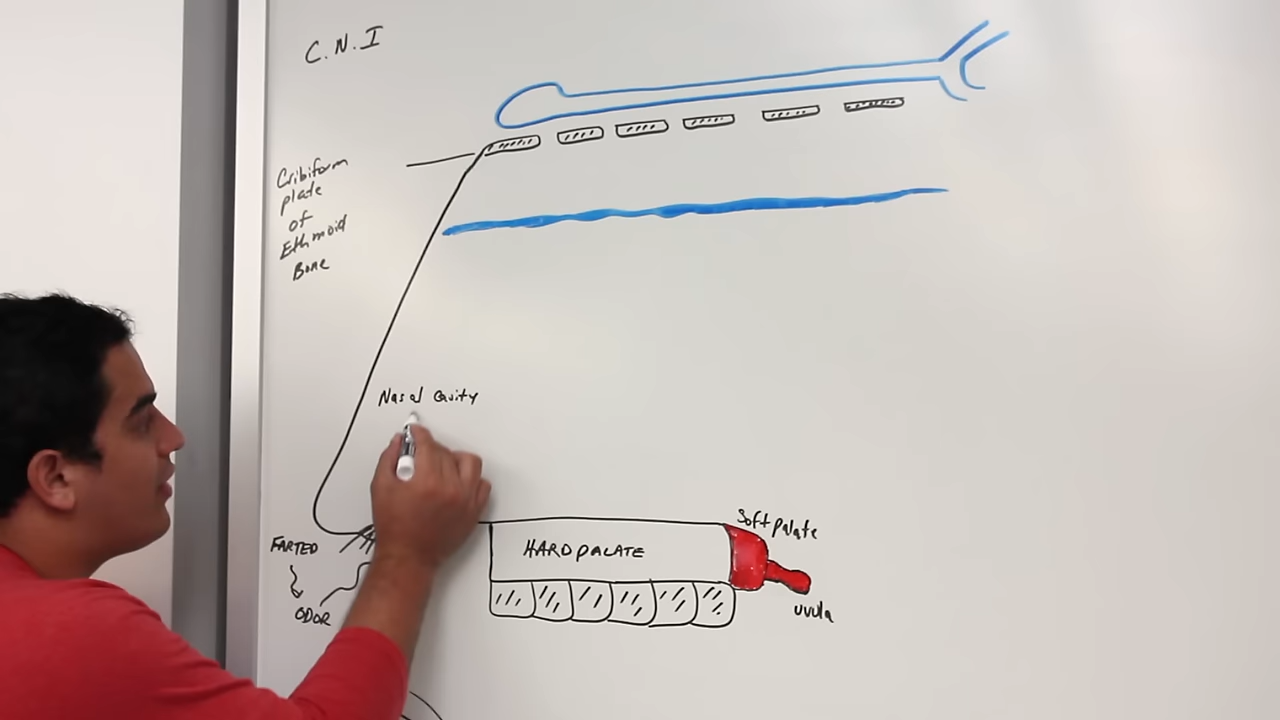 C.N.I
Cribiform
plate
of
Ethmoid
Bone
Nasal Cavity
Soft palate
HARD PALATE
FARTED
ODOR
uvula